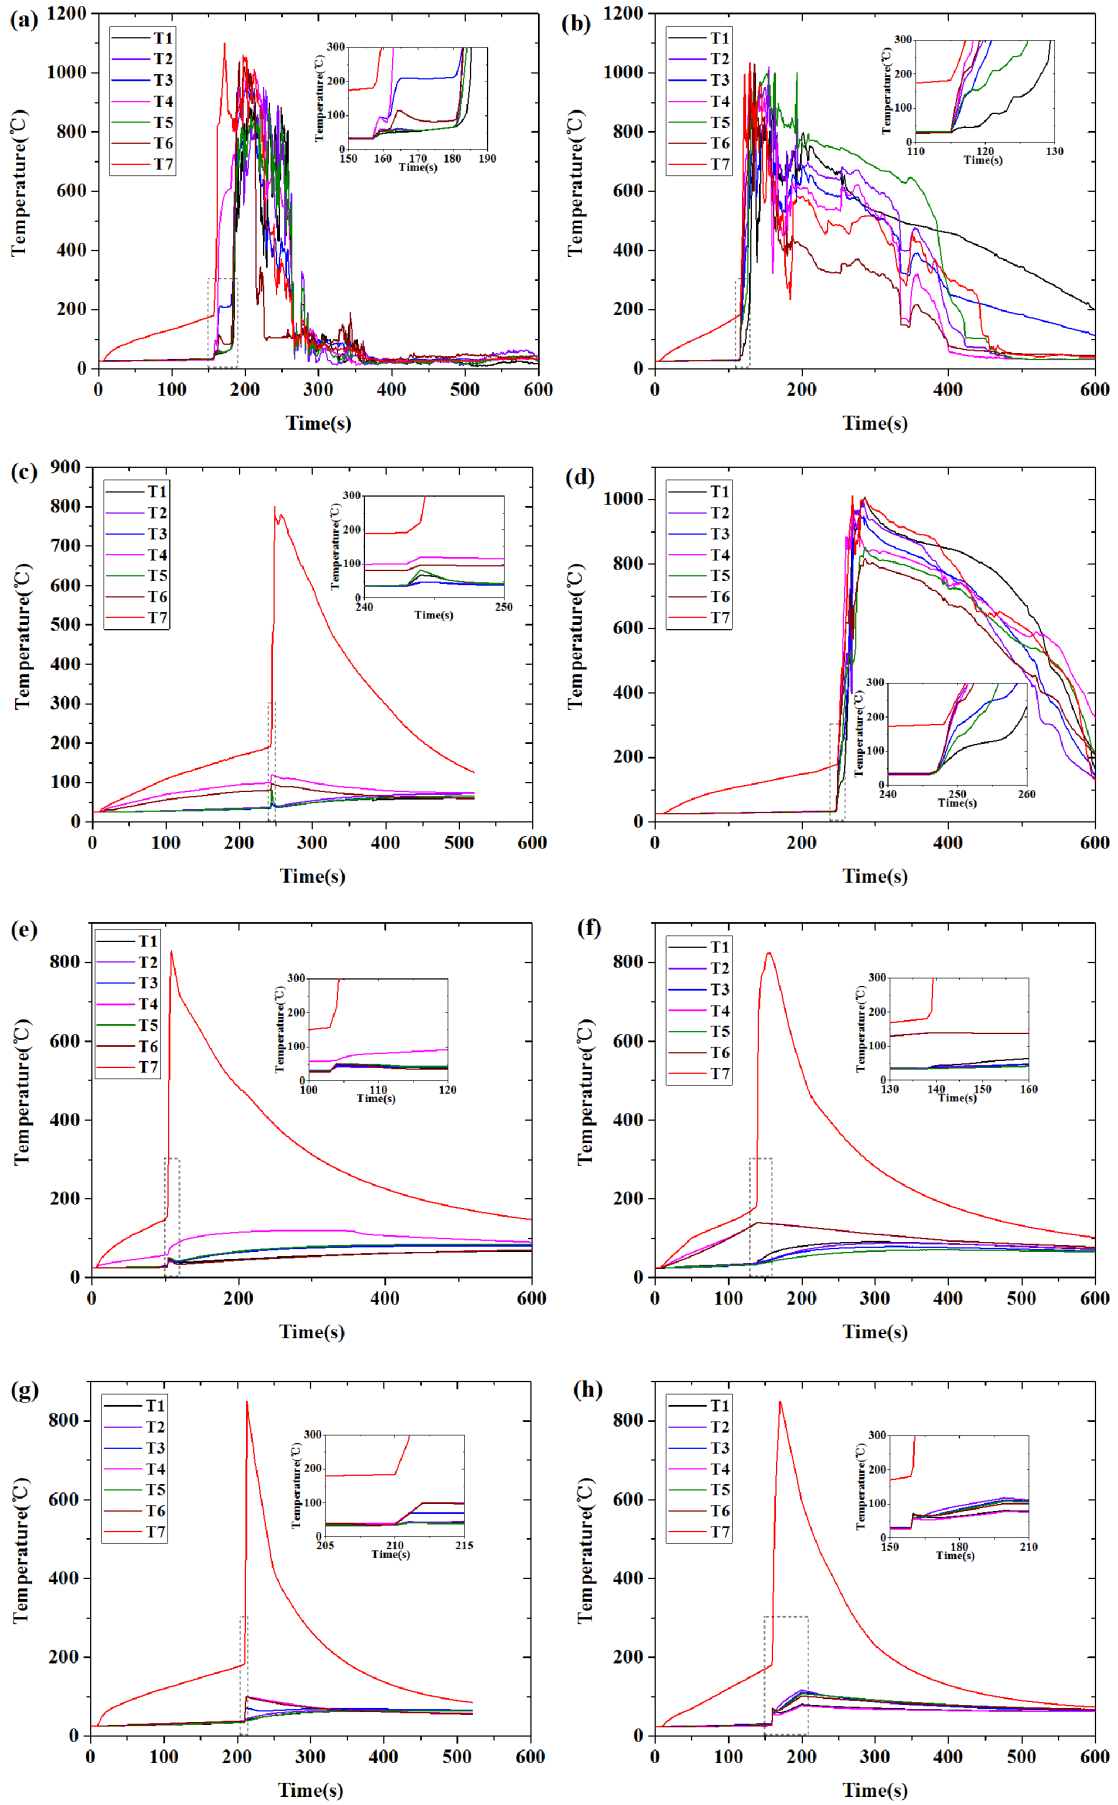 (a)
1200
1000
800
600
400
200
0
Temperature(℃)
T1
T2
T3
T4
T5
T6
T7
300
200
100
0
Temperature(℃)
150 160 170 180 190
Time(s)
0 100 200 300 400 500 600
Time(s)
(b)
1200
1000
800
600
400
200
0
Temperature(℃)
T1
T2
T3
T4
T5
T6
T7
300
200
100
0
Temperature(℃)
110 120 130
Time(s)
0 100 200 300 400 500 600
Time(s)
(c)
900
800
700
600
500
400
300
200
100
0
Temperature(℃)
T1
T2
T3
T4
T5
T6
T7
300
200
100
0
Temperature(℃)
240 250
Time(s)
0 100 200 300 400 500 600
Time(s)
(d)
1000
800
600
400
200
0
Temperature(℃)
T1
T2
T3
T4
T5
T6
T7
300
200
100
0
Temperature(℃)
240 250 260
Time(s)
0 200 400 600
Time(s)
(e)
800
600
400
200
0
Temperature(℃)
T1
T2
T3
T4
T5
T6
T7
300
200
100
0
Temperature(℃)
100 110 120
Time(s)
0 200 400 600
Time(s)
(f)
800
600
400
200
0
Temperature(℃)
T1
T2
T3
T4
T5
T6
T7
300
200
100
0
Temperature(℃)
130 140 150 160
Time(s)
0 100 200 300 400 500 600
Time(s)
(g)
800
600
400
200
0
Temperature(℃)
T1
T2
T3
T4
T5
T6
T7
300
200
100
0
Temperature(℃)
205 210 215
Time(s)
0 100 200 300 400 500 600
Time(s)
(h)
800
600
400
200
0
Temperature(℃)
T1
T2
T3
T4
T5
T6
T7
300
200
100
0
Temperature(℃)
150 160 170 180 190 200 210
Time(s)
0 100 200 300 400 500 600
Time(s)